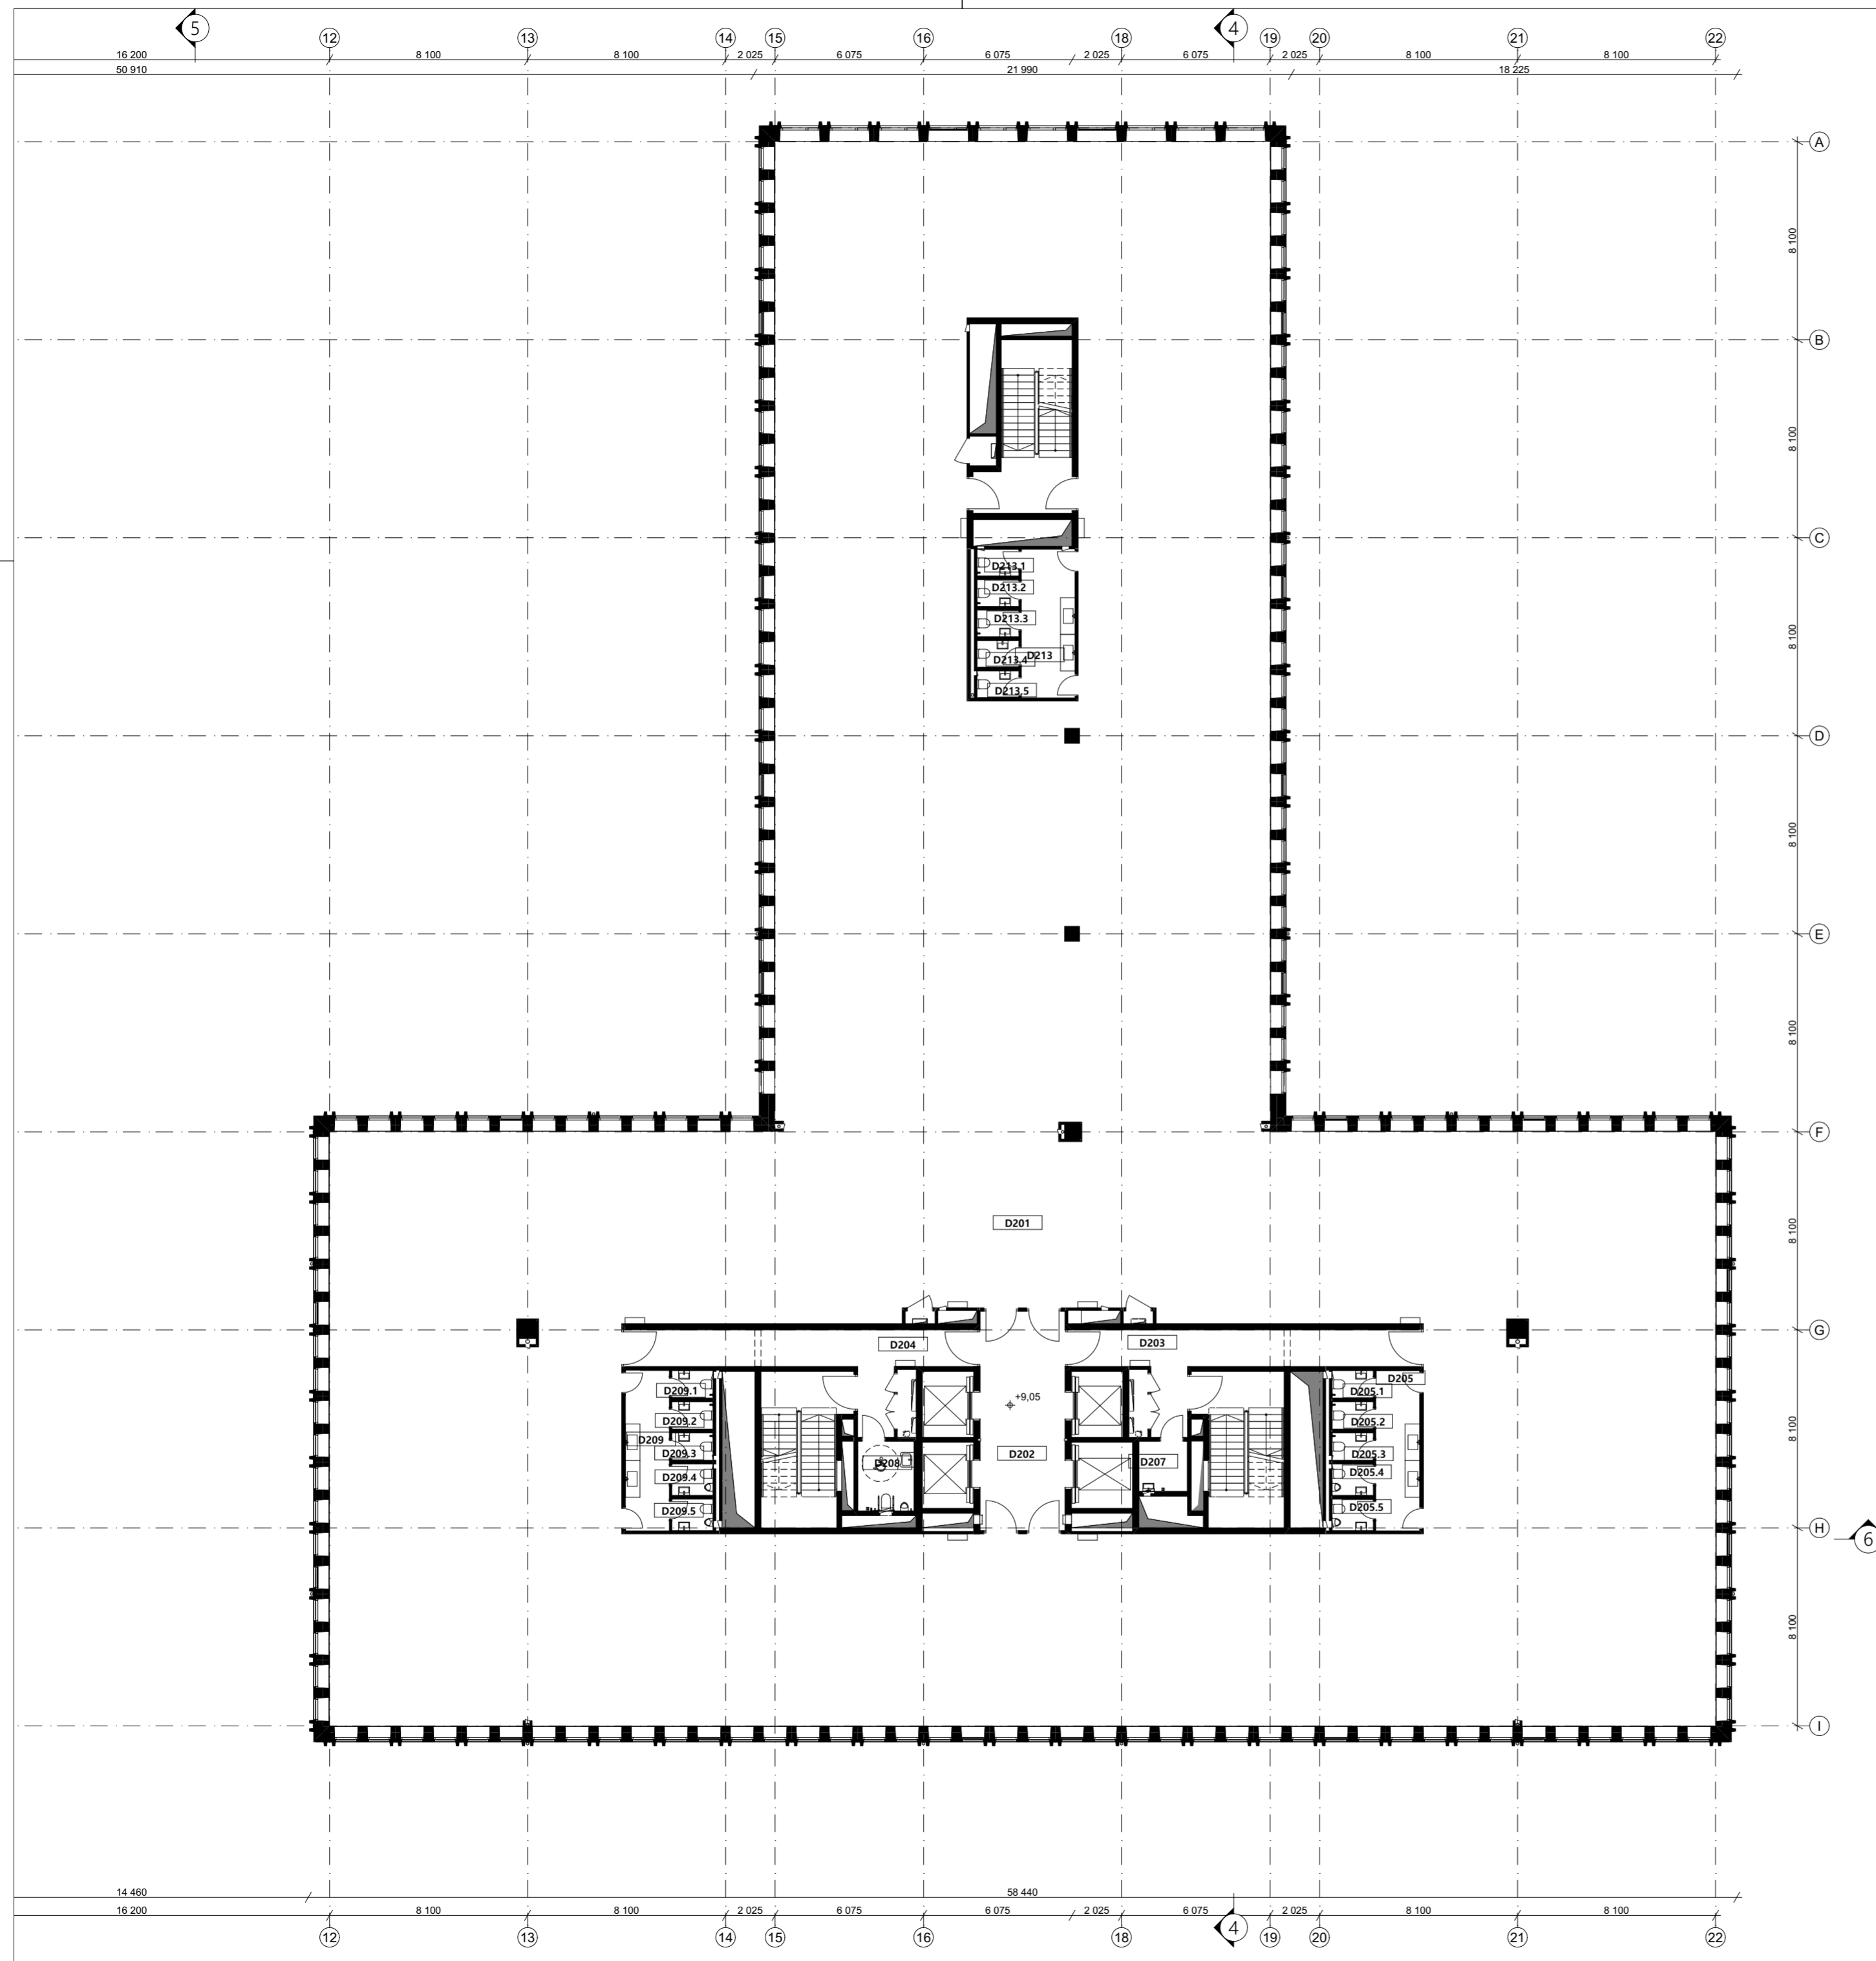 5
4
12
13
14
15
16
18
19
20
21
22
16 200
8 100
8 100
2 025
6 075
6 075
2 025
6 075
2 025
8 100
8 100
50 910
21 990
18 225
A
8 100
B
8 100
C
D213.1
D213.2
8 100
D213.3
D213
D213.4
D213.5
D
8 100
E
8 100
F
D201
8 100
G
D204
D203
D205
D209.1
D205.1
+9,05
D209.2
D205.2
8 100
D209
D209.3
D202
D205.3
D208
D207
D209.4
D205.4
D209.5
D205.5
H
6
8 100
I
14 460
58 440
16 200
8 100
8 100
2 025
6 075
6 075
2 025
6 075
2 025
8 100
8 100
12
13
14
15
16
18
4
19
20
21
22